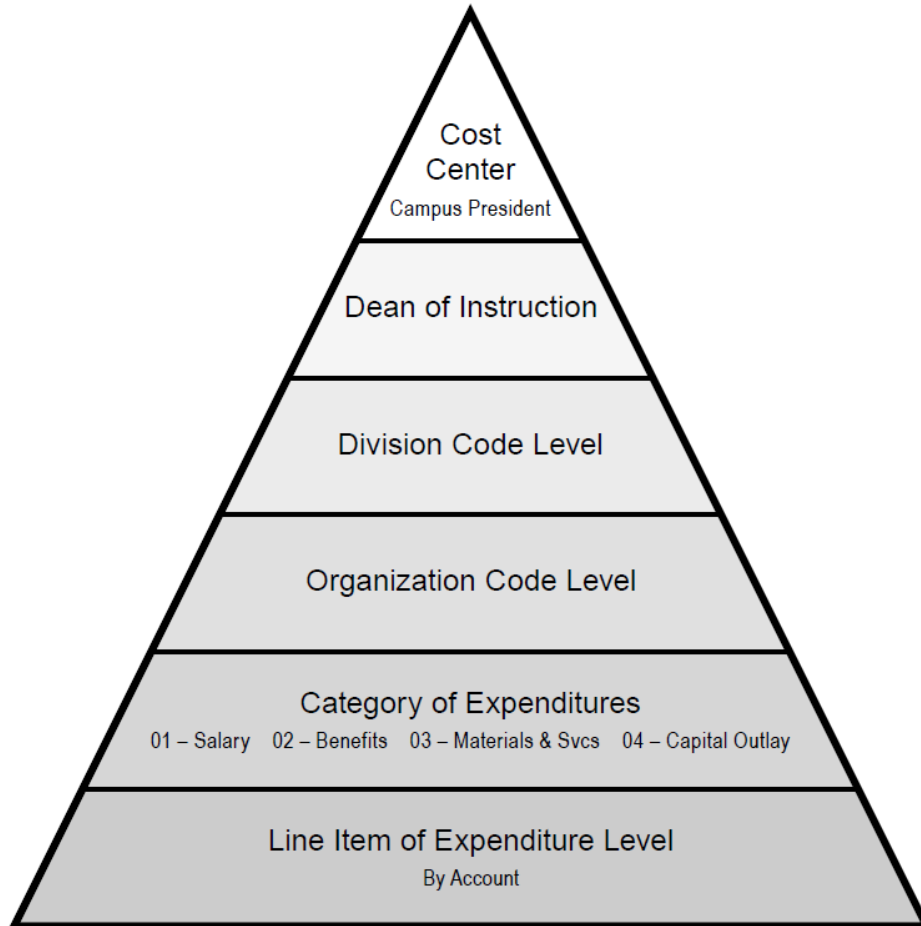 Cost
Center
Campus President
Dean of Instruction
Division Code Level
Organization Code Level
Category of Expenditures
01 – Salary 02 – Benefits 03 – Materials & Svcs 04 – Capital Outlay
Line Item of Expenditure Level
By Account